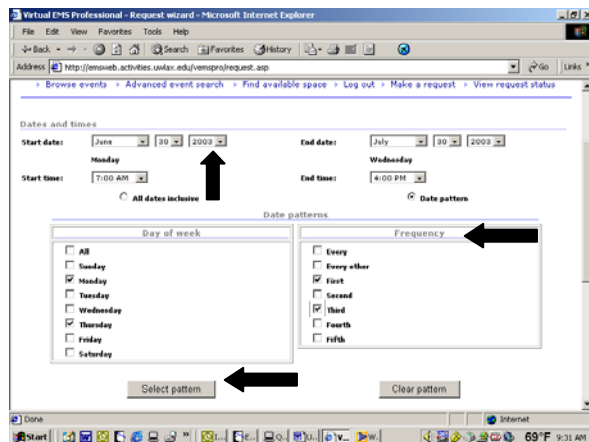 Virtual EMS Professional - Request wizard - Microsoft Internet Explorer
File Edit View Favorites Tools Help
Back Search Favorites History
Address http://emsweb.activities.uwlax.edu/vemspro/request.asp Go Links »
› Browse events › Advanced event search › Find available space › Log out › Make a request › View request status
Dates and times
Start date: June 30 2003 End date: July 30 2003
Monday Wednesday
Start time: 7:00 AM End time: 4:00 PM
All dates inclusive Date pattern
Date patterns
Day of week Frequency
All Every
Sunday Every other
Monday First
Tuesday Second
Wednesday Third
Thursday Fourth
Friday Fifth
Saturday
Select pattern Clear pattern
Done Internet
Start » 69°F 9:31 AM